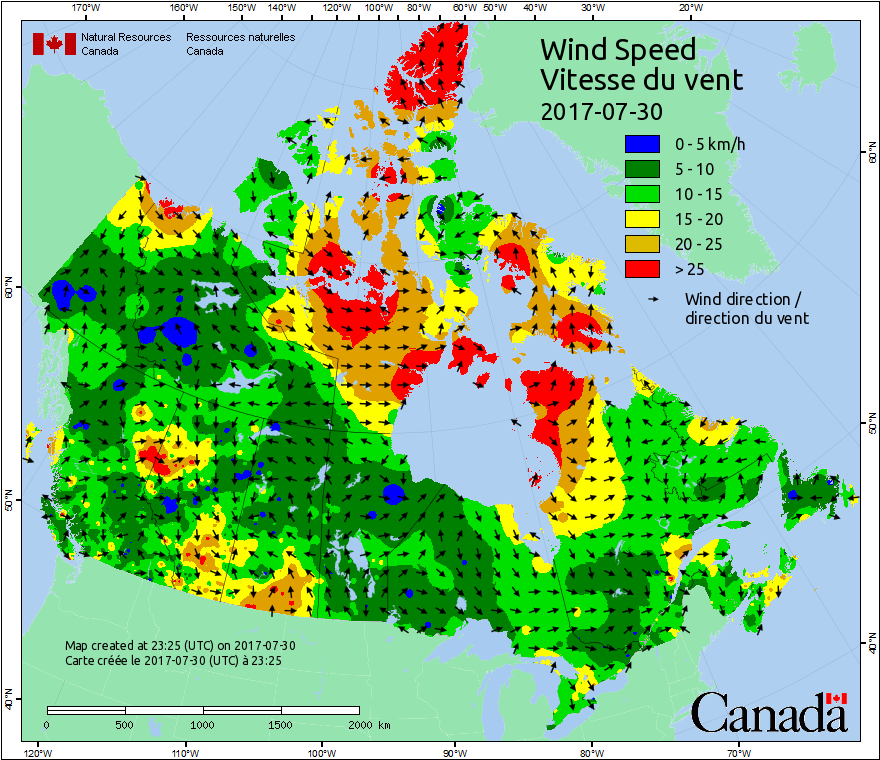 170°W 160°W 150°W 140°W 130°W 120°W 110°W 100°W 90°W 80°W 70°W 60°W 50°W 40°W 30°W 20°W
Natural Resources Canada
Ressources naturelles Canada
Wind Speed
Vitesse du vent
2017-07-30
0 - 5 km/h
5 - 10
10 - 15
15 - 20
20 - 25
> 25
Wind direction /
direction du vent
60°N
50°N
40°N
60°N
50°N
40°N
Map created at 23:25 (UTC) on 2017-07-30
Carte créée le 2017-07-30 (UTC) à 23:25
0 500 1000 1500 2000 km
Canada
120°W 110°W 100°W 90°W 80°W 70°W